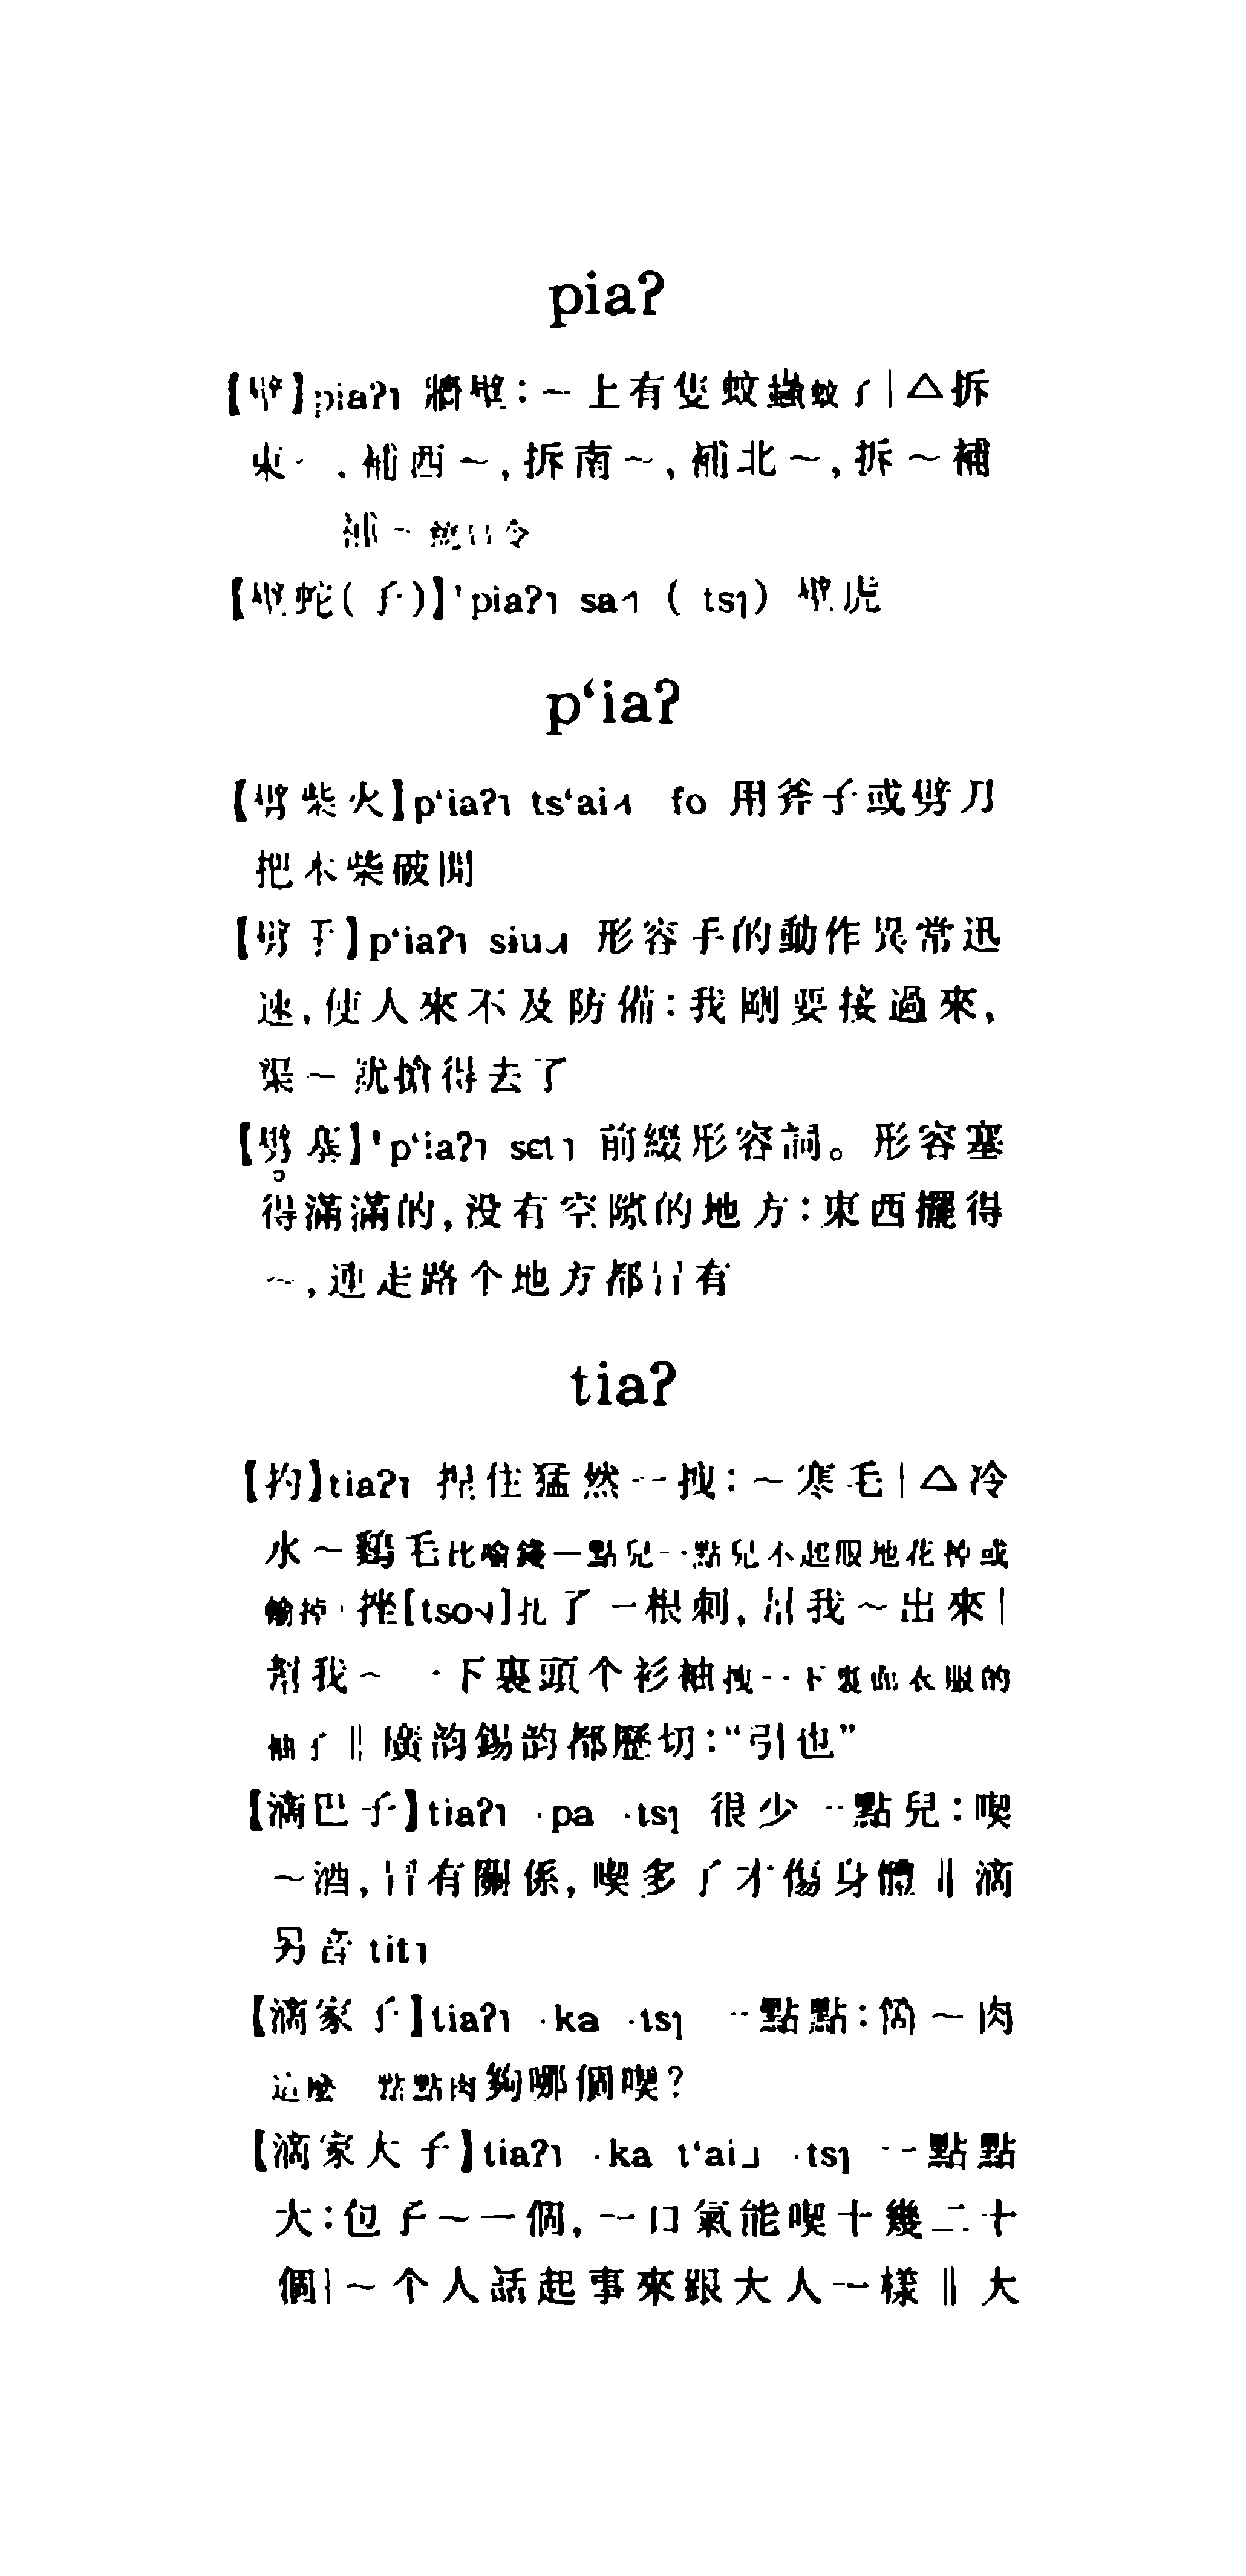 piaʔ
【壁】piaʔ˥ 牆壁：～上有隻蚊蟲蚊子|△拆
東～，補西～，拆南～，補北～，拆～補
補～繞口令
【壁蛇(子)】'piaʔ˥ sa˧ ( tsɿ) 壁虎
p‘iaʔ
【劈柴火】p‘iaʔ˥ ts‘ai fo 用斧子或劈刀
把木柴破開
【劈手】p‘iaʔ˥ siu 形容手的動作異常迅
速，使人來不及防備：我剛要接過來，
渠～就搶得去了
【劈 】'p‘iaʔ˥ sɛt˥ 前綴形容詞。形容塞
得滿滿的，没有空隙的地方：東西擺得
～，連走路个地方都冇有
tiaʔ
【扚】tiaʔ˥ 捏住猛然一拽：～寒毛|△冷
水～鷄毛比喻錢一點兒一點兒不起眼地花掉或
輸掉·挫[tso]扎了一根刺，幫我～出來|
幫我～一下裏頭个衫袖拽一下裏面衣服的
袖子‖廣韵錫韵都歷切：“引也”
【滴巴子】tiaʔ˥ ·pa ·tsɿ 很少一點兒：喫
～酒，冇有關係，喫多了才傷身體‖滴
另音 tit˥
【滴家子】tiaʔ˥ ·ka ·tsɿ 一點點：箇～肉
這麼一點點肉夠哪個喫？
【滴家大子】tiaʔ˥ ·ka t‘ai˩ ·tsɿ 一點點
大：包子～一個，一口氣能喫十幾二十
個|～个人話起事來跟大人一樣‖大